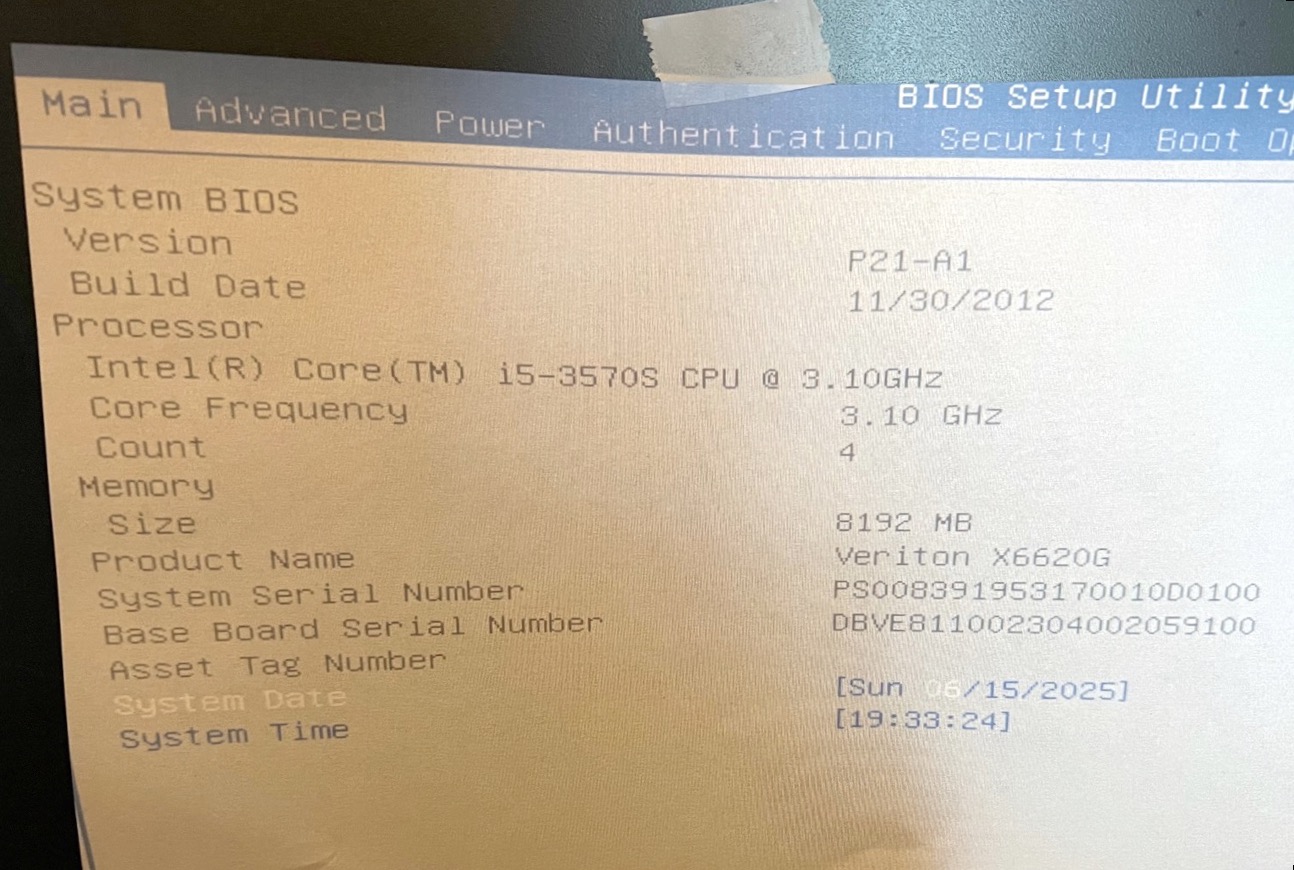 BIOS Setup Utility
Main Advanced Power Authentication Security Boot
System BIOS
Version P21-A1
Build Date 11/30/2012
Processor
Intel(R) Core(TM) i5-3570S CPU @ 3.10GHz
Core Frequency 3.10 GHz
Count 4
Memory
Size 8192 MB
Product Name Veriton X6620G
System Serial Number PS008391953170010D0100
Base Board Serial Number DBVE811002304002059100
Asset Tag Number
System Date [Sun 06/15/2025]
System Time [19:33:24]